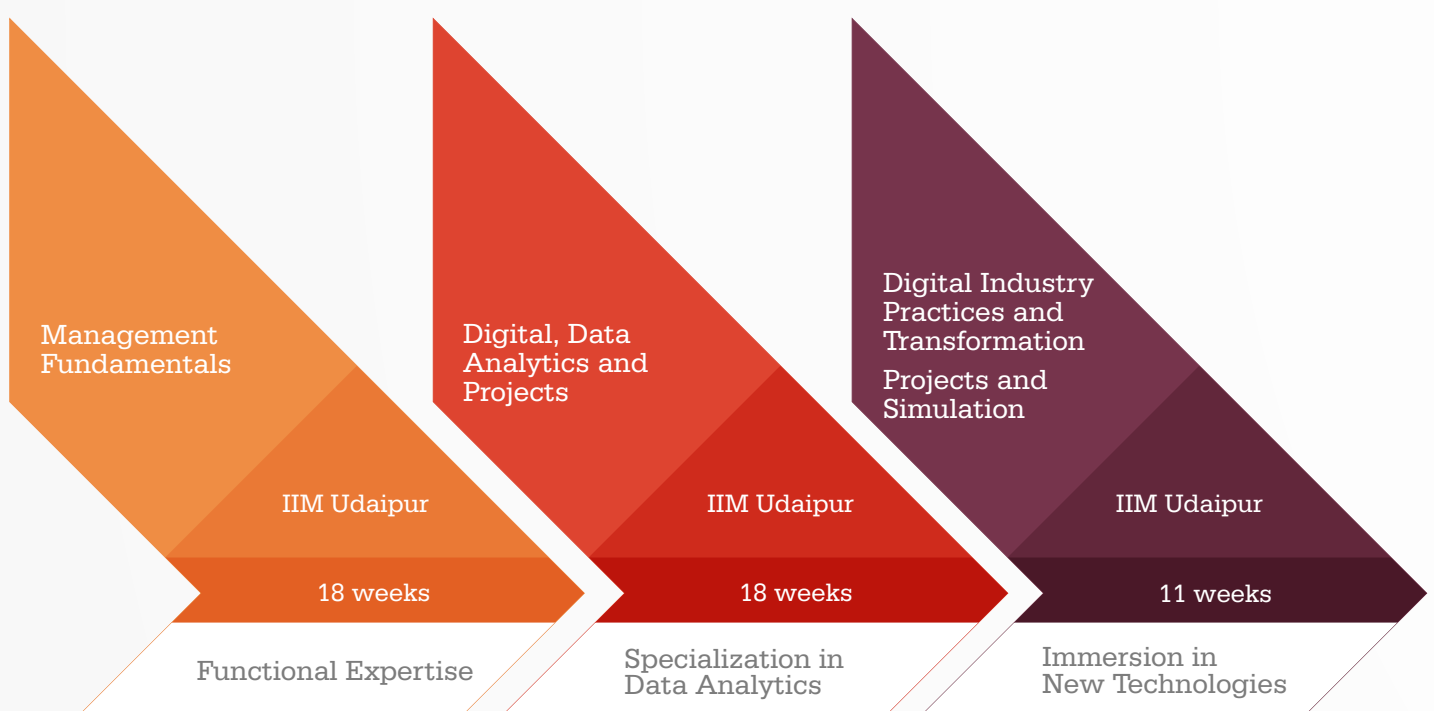 Management
Fundamentals
IIM Udaipur
18 weeks
Functional Expertise
Digital, Data
Analytics and
Projects
IIM Udaipur
18 weeks
Specialization in
Data Analytics
Digital Industry
Practices and
Transformation
Projects and
Simulation
IIM Udaipur
11 weeks
Immersion in
New Technologies